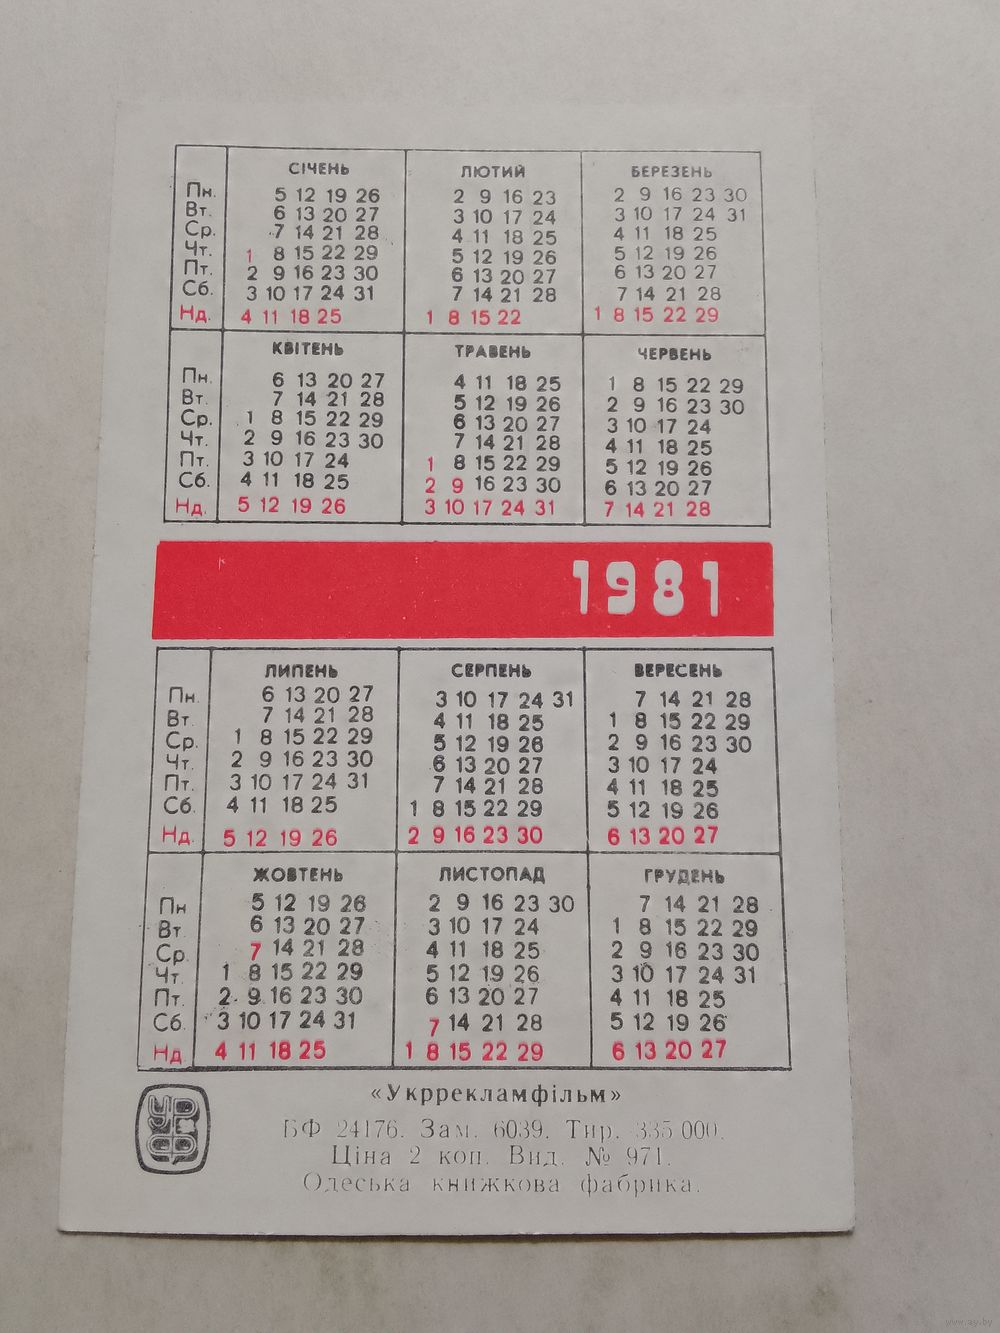 СІЧЕНЬ ЛЮТИЙ БЕРЕЗЕНЬ
Пн. 5 12 19 26 2 9 16 23 2 9 16 23 30
Вт. 6 13 20 27 3 10 17 24 3 10 17 24 31
Ср. 7 14 21 28 4 11 18 25 4 11 18 25
Чт. 1 8 15 22 29 5 12 19 26 5 12 19 26
Пт. 2 9 16 23 30 6 13 20 27 6 13 20 27
Сб. 3 10 17 24 31 7 14 21 28 7 14 21 28
Нд. 4 11 18 25 1 8 15 22 1 8 15 22 29
КВІТЕНЬ ТРАВЕНЬ ЧЕРВЕНЬ
Пн. 6 13 20 27 4 11 18 25 1 8 15 22 29
Вт. 7 14 21 28 5 12 19 26 2 9 16 23 30
Ср. 1 8 15 22 29 6 13 20 27 3 10 17 24
Чт. 2 9 16 23 30 7 14 21 28 4 11 18 25
Пт. 3 10 17 24 1 8 15 22 29 5 12 19 26
Сб. 4 11 18 25 2 9 16 23 30 6 13 20 27
Нд. 5 12 19 26 3 10 17 24 31 7 14 21 28
1981
ЛИПЕНЬ СЕРПЕНЬ ВЕРЕСЕНЬ
Пн. 6 13 20 27 3 10 17 24 31 7 14 21 28
Вт. 7 14 21 28 4 11 18 25 1 8 15 22 29
Ср. 1 8 15 22 29 5 12 19 26 2 9 16 23 30
Чт. 2 9 16 23 30 6 13 20 27 3 10 17 24
Пт. 3 10 17 24 31 7 14 21 28 4 11 18 25
Сб. 4 11 18 25 1 8 15 22 29 5 12 19 26
Нд. 5 12 19 26 2 9 16 23 30 6 13 20 27
ЖОВТЕНЬ ЛИСТОПАД ГРУДЕНЬ
Пн 5 12 19 26 2 9 16 23 30 7 14 21 28
Вт. 6 13 20 27 3 10 17 24 1 8 15 22 29
Ср. 7 14 21 28 4 11 18 25 2 9 16 23 30
Чт. 1 8 15 22 29 5 12 19 26 3 10 17 24 31
Пт. 2 9 16 23 30 6 13 20 27 4 11 18 25
Сб. 3 10 17 24 31 7 14 21 28 5 12 19 26
Нд. 4 11 18 25 1 8 15 22 29 6 13 20 27
«Укррекламфільм»
БФ 24176. Зам. 6039. Тир. 335 000.
Ціна 2 коп. Вид. № 971.
Одеська книжкова фабрика.
www.ay.by